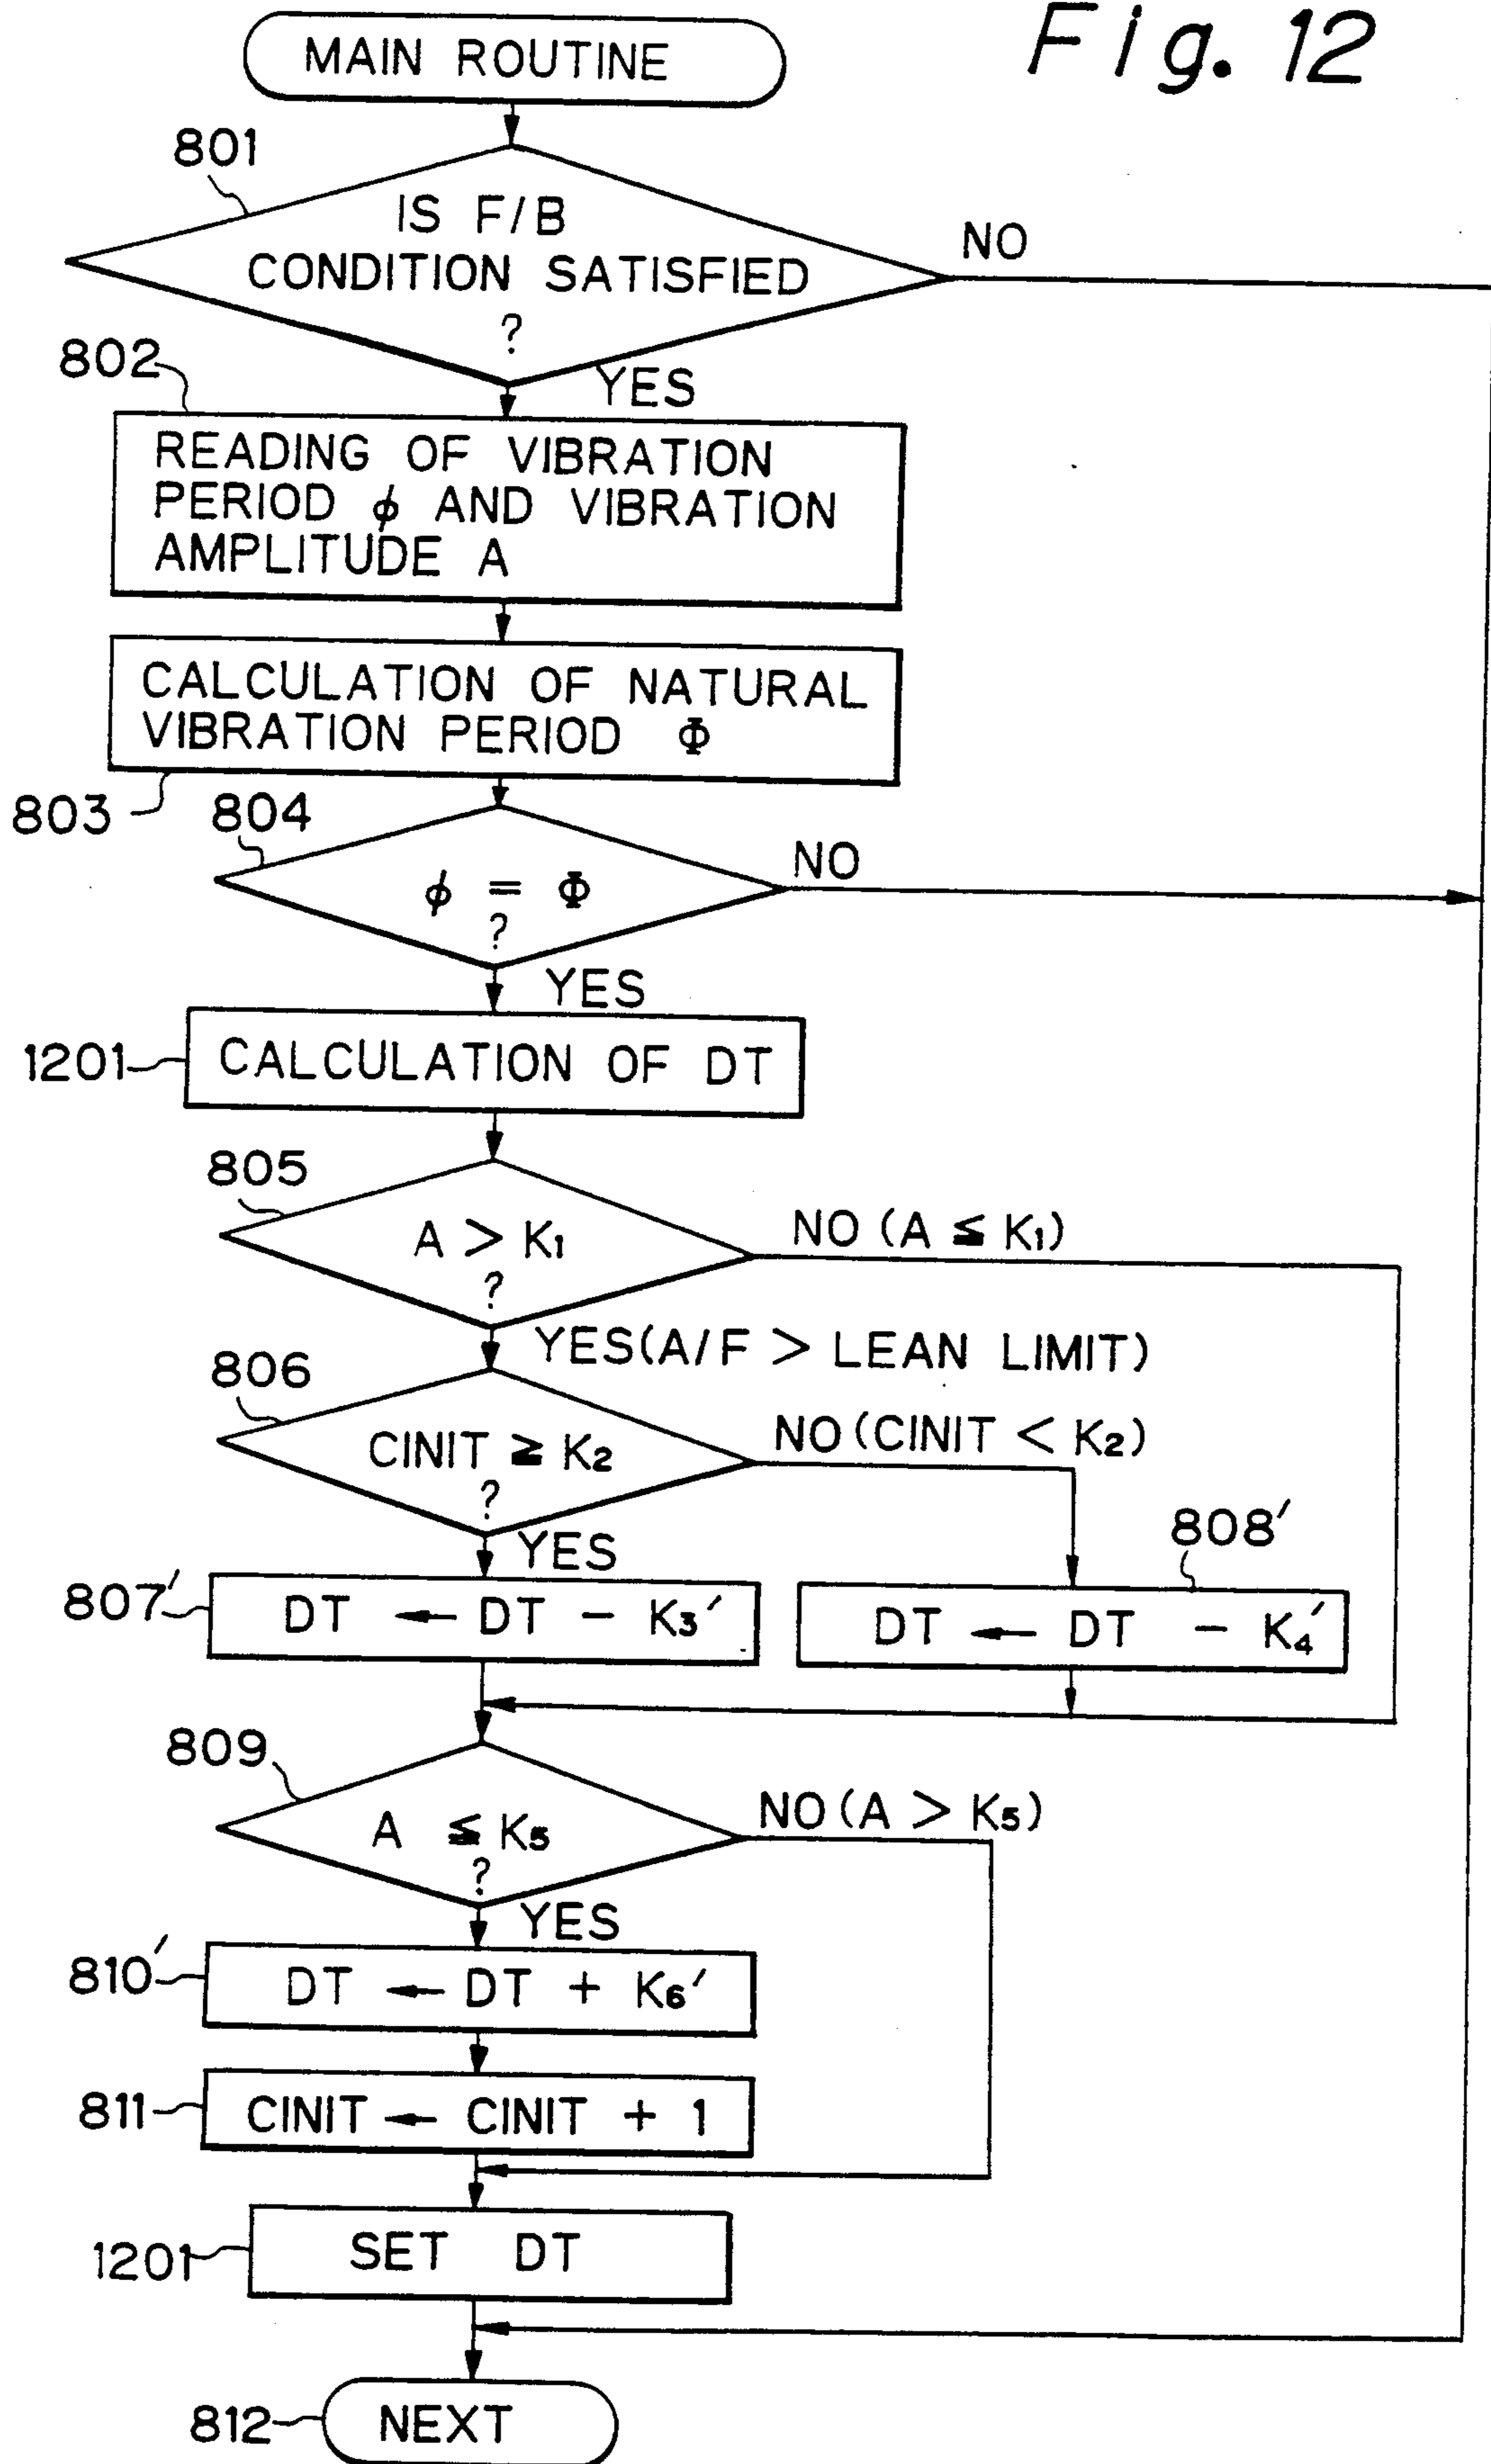 Fig. 12
MAIN ROUTINE
801
IS F/B
CONDITION SATISFIED
?
NO
YES
802
READING OF VIBRATION
PERIOD ϕ AND VIBRATION
AMPLITUDE A
CALCULATION OF NATURAL
VIBRATION PERIOD Φ
803
804
ϕ = Φ
?
NO
YES
1201
CALCULATION OF DT
805
A > K₁
?
NO (A ≦ K₁)
YES(A/F > LEAN LIMIT)
806
CINIT ≧ K₂
?
NO(CINIT < K₂)
YES
807'
DT ← DT - K₃'
808'
DT ← DT - K₄'
809
A ≦ K₅
?
NO(A > K₅)
YES
810'
DT ← DT + K₆'
811
CINIT ← CINIT + 1
1201
SET DT
812
NEXT